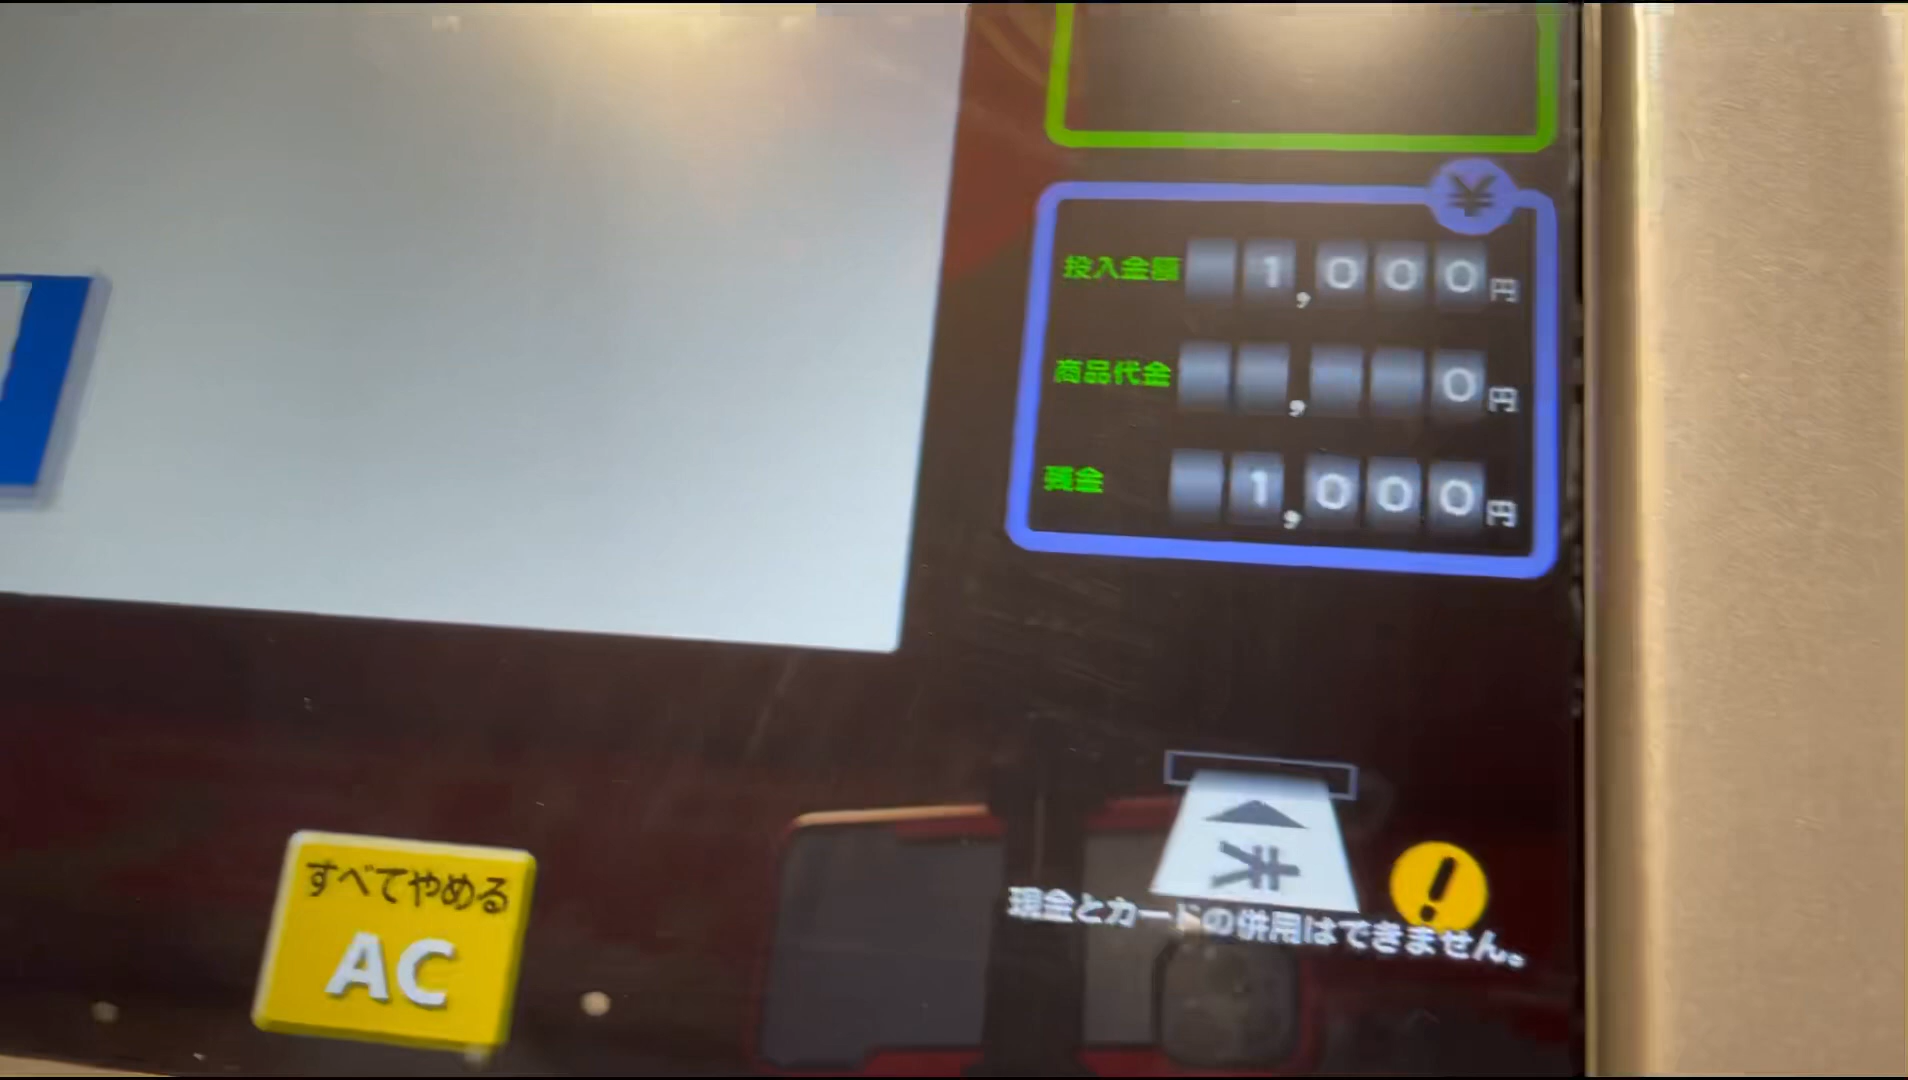 ¥
投入金額 1,000円
商品代金 , 0円
残金 1,000円
¥
現金とカードの併用はできません。
すべてやめる
AC